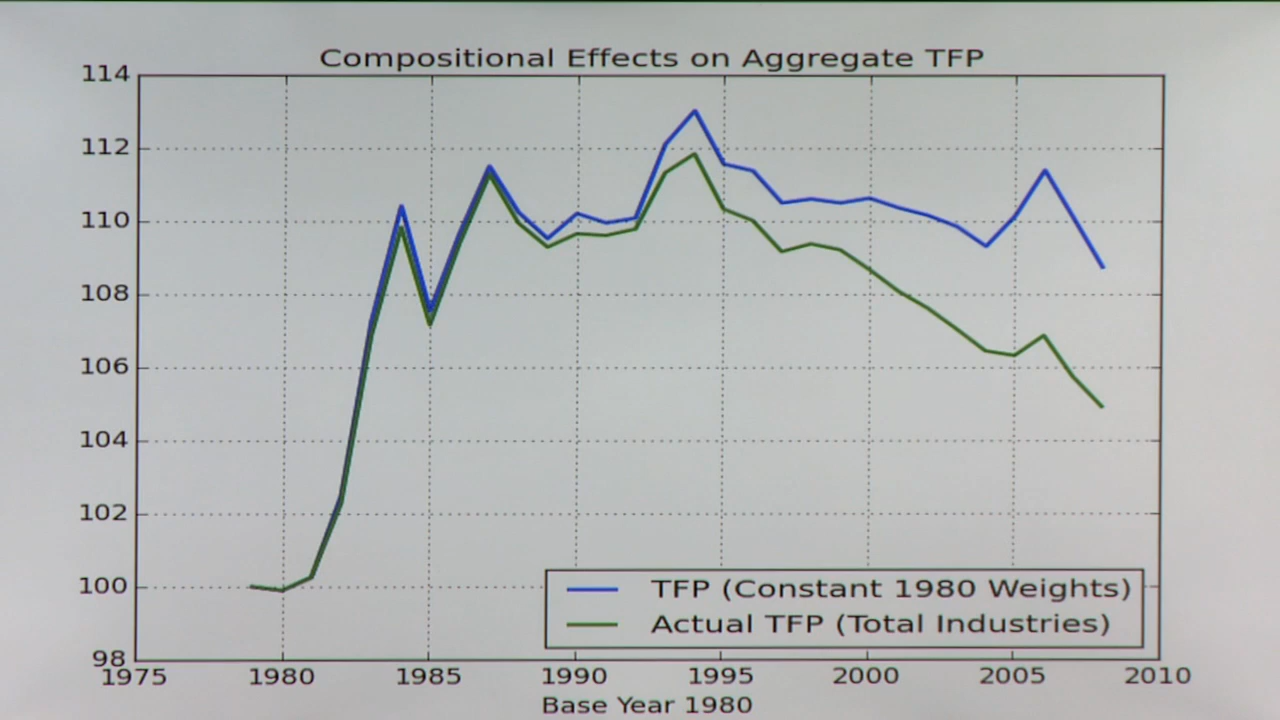 Compositional Effects on Aggregate TFP
114
112
110
108
106
104
102
100
98
TFP (Constant 1980 Weights)
Actual TFP (Total Industries)
1975 1980 1985 1990 1995 2000 2005 2010
Base Year 1980